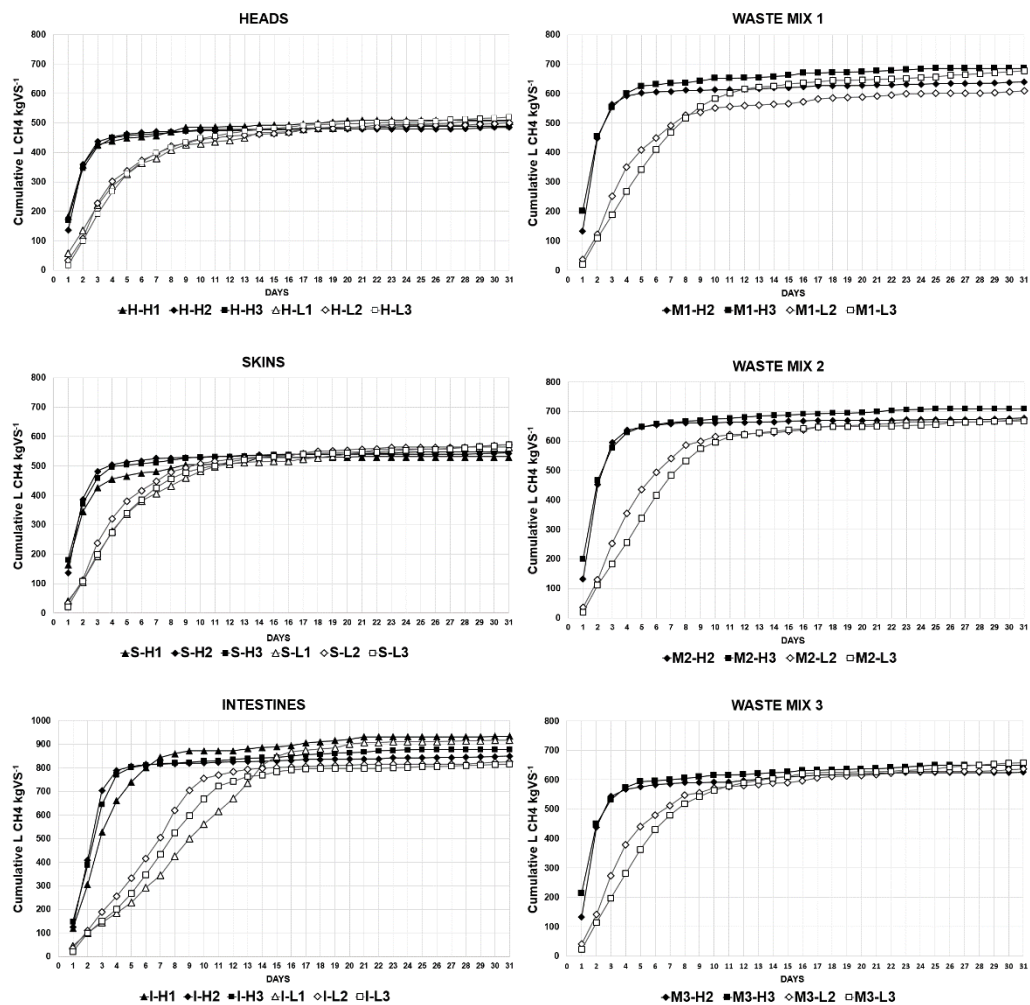 HEADS
Cumulative L CH4 kgVS⁻¹
800
700
600
500
400
300
200
100
0
0 1 2 3 4 5 6 7 8 9 10 11 12 13 14 15 16 17 18 19 20 21 22 23 24 25 26 27 28 29 30 31
DAYS
H-H1 H-H2 H-H3 H-L1 H-L2 H-L3
WASTE MIX 1
Cumulative L CH4 kgVS⁻¹
800
700
600
500
400
300
200
100
0
0 1 2 3 4 5 6 7 8 9 10 11 12 13 14 15 16 17 18 19 20 21 22 23 24 25 26 27 28 29 30 31
DAYS
M1-H2 M1-H3 M1-L2 M1-L3
SKINS
Cumulative L CH4 kgVS⁻¹
800
700
600
500
400
300
200
100
0
0 1 2 3 4 5 6 7 8 9 10 11 12 13 14 15 16 17 18 19 20 21 22 23 24 25 26 27 28 29 30 31
DAYS
S-H1 S-H2 S-H3 S-L1 S-L2 S-L3
WASTE MIX 2
Cumulative L CH4 kgVS⁻¹
800
700
600
500
400
300
200
100
0
0 1 2 3 4 5 6 7 8 9 10 11 12 13 14 15 16 17 18 19 20 21 22 23 24 25 26 27 28 29 30 31
DAYS
M2-H2 M2-H3 M2-L2 M2-L3
INTESTINES
Cumulative L CH4 kgVS⁻¹
1000
900
800
700
600
500
400
300
200
100
0
0 1 2 3 4 5 6 7 8 9 10 11 12 13 14 15 16 17 18 19 20 21 22 23 24 25 26 27 28 29 30 31
DAYS
I-H1 I-H2 I-H3 I-L1 I-L2 I-L3
WASTE MIX 3
Cumulative L CH4 kgVS⁻¹
800
700
600
500
400
300
200
100
0
0 1 2 3 4 5 6 7 8 9 10 11 12 13 14 15 16 17 18 19 20 21 22 23 24 25 26 27 28 29 30 31
DAYS
M3-H2 M3-H3 M3-L2 M3-L3